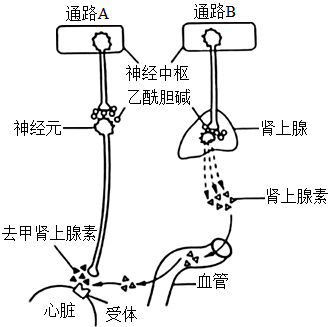 通路A 通路B
神经中枢
乙酰胆碱
神经元
肾上腺
肾上腺素
去甲肾上腺素
血管
心脏 受体